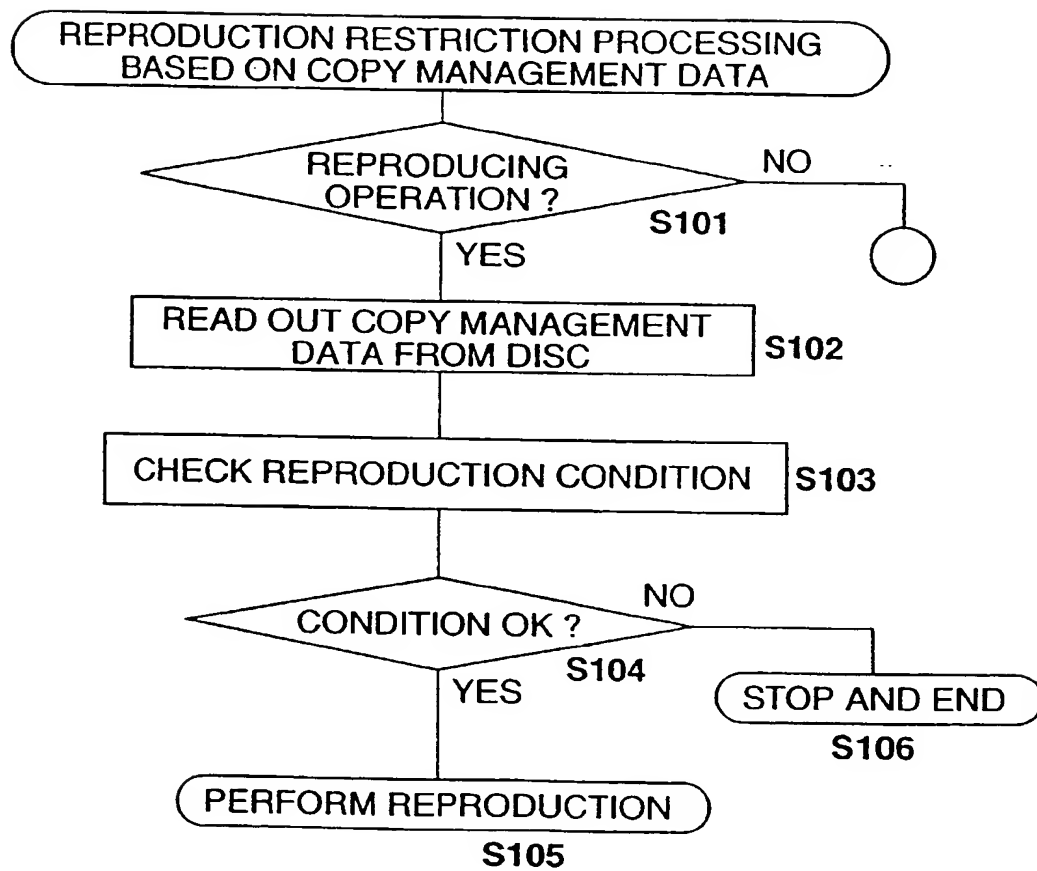 REPRODUCTION RESTRICTION PROCESSING
BASED ON COPY MANAGEMENT DATA
REPRODUCING
OPERATION ?
NO
S101
YES
READ OUT COPY MANAGEMENT
DATA FROM DISC
S102
CHECK REPRODUCTION CONDITION
S103
CONDITION OK ?
NO
S104
YES
STOP AND END
S106
PERFORM REPRODUCTION
S105